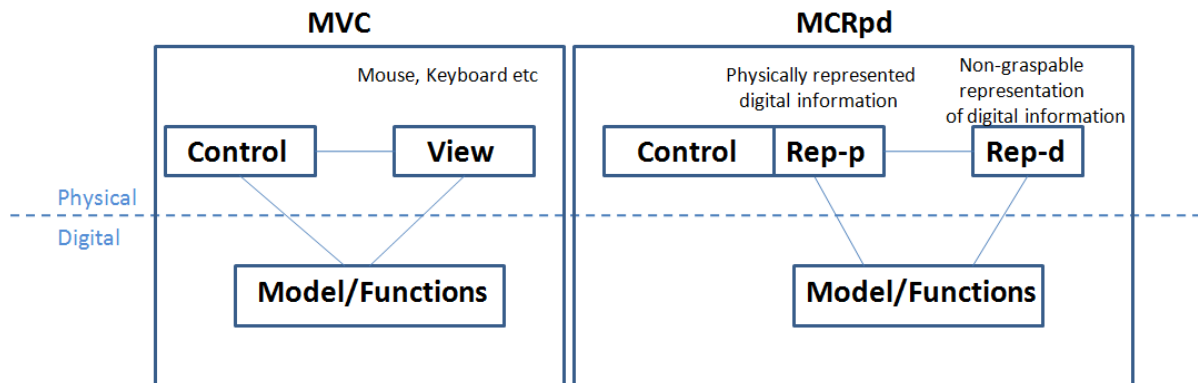 MVC
Mouse, Keyboard etc
Control
View
Model/Functions
MCRpd
Physically represented
digital information
Non-graspable
representation
of digital information
Control
Rep-p
Rep-d
Model/Functions
Physical
Digital